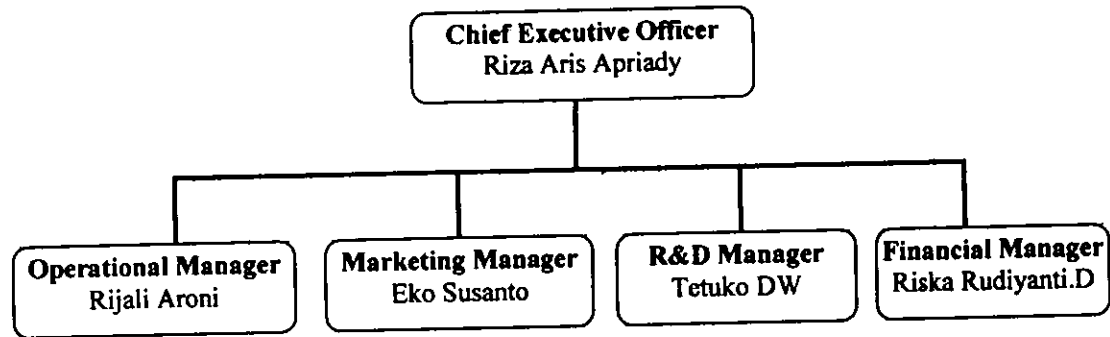 Chief Executive Officer
Riza Aris Apriady
Operational Manager
Rijali Aroni
Marketing Manager
Eko Susanto
R&D Manager
Tetuko DW
Financial Manager
Riska Rudiyanti.D